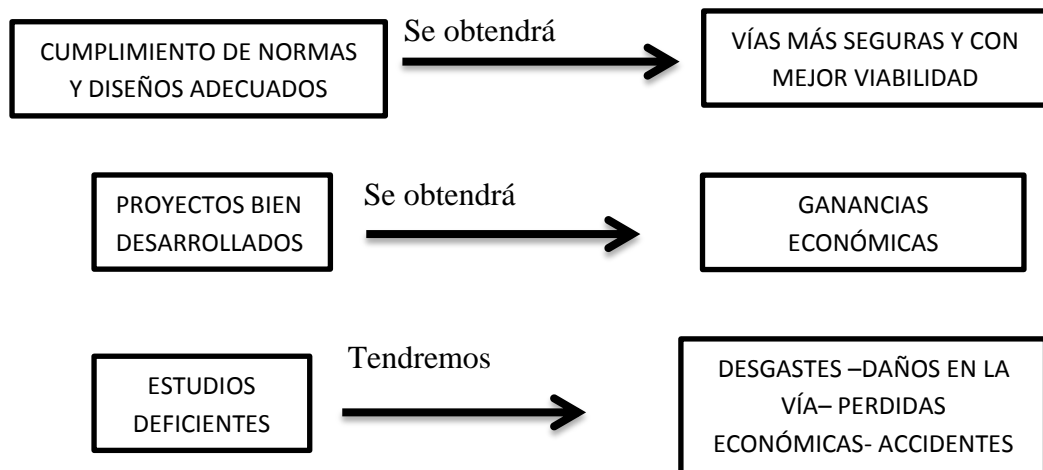 CUMPLIMIENTO DE NORMAS
Y DISEÑOS ADECUADOS
Se obtendrá
VÍAS MÁS SEGURAS Y CON
MEJOR VIABILIDAD
PROYECTOS BIEN
DESARROLLADOS
Se obtendrá
GANANCIAS
ECONÓMICAS
ESTUDIOS
DEFICIENTES
Tendremos
DESGASTES –DAÑOS EN LA
VÍA– PERDIDAS
ECONÓMICAS- ACCIDENTES